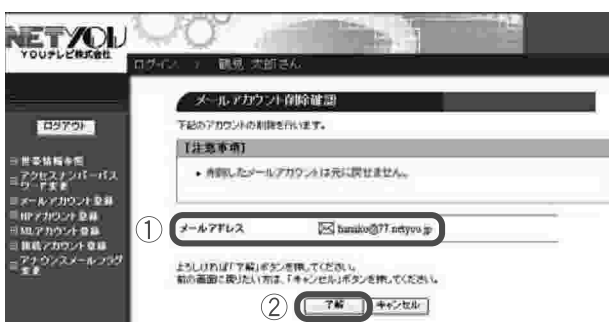 NETYOU
YOUテレビ株式会社
ログイン > 鶴見 太郎さん
ログアウト
世帯情報参照
アクセスナンバーパス
ワード変更
メールアカウント登録
HPアカウント登録
MLアカウント登録
接続アカウント登録
アナウンスメールフラグ
変更
メールアカウント削除確認
下記のアカウントの削除を行います。
【注意事項】
・ 削除したメールアカウントは元に戻せません。
① メールアドレス hanako@77.netyou.jp
よろしければ「了解」ボタンを押してください。
前の画面に戻りたい方は、「キャンセル」ボタンを押してください。
② 了解 キャンセル